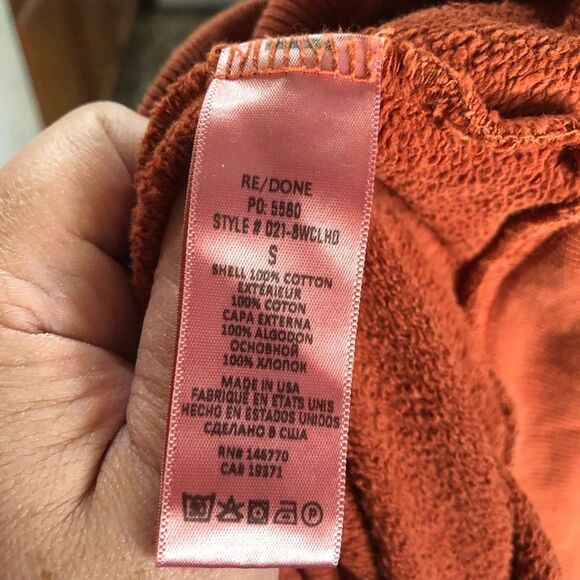 RE/DONE
PO: 5580
STYLE # 021-8WCLHD
S
SHELL 100% COTTON
EXTÉRIEUR
100% COTON
CAPA EXTERNA
100% ALGODON
ОСНОВНОЙ
100% ХЛОПОК
MADE IN USA
FABRIQUÉ EN ETATS UNIS
HECHO EN ESTADOS UNIDOS
СДЕЛАНО В США
RN# 146770
CA# 19371